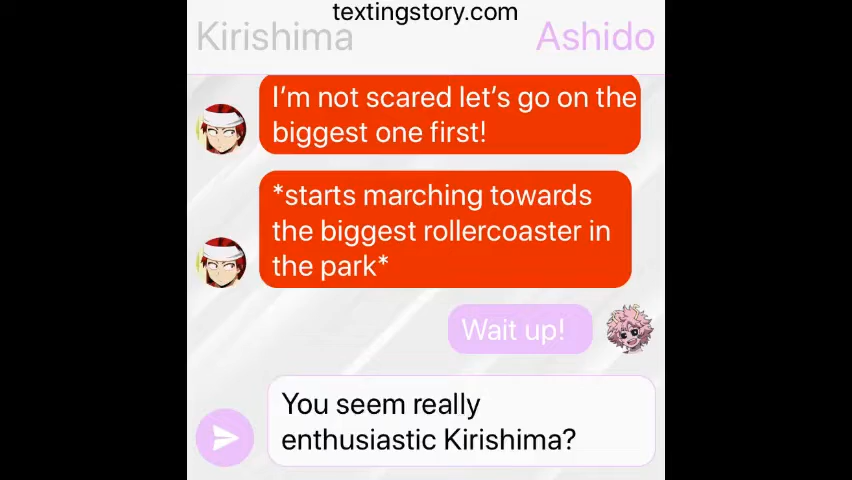 textingstory.com
Kirishima
Ashido
I’m not scared let’s go on the
biggest one first!
*starts marching towards
the biggest rollercoaster in
the park*
Wait up!
You seem really
enthusiastic Kirishima?